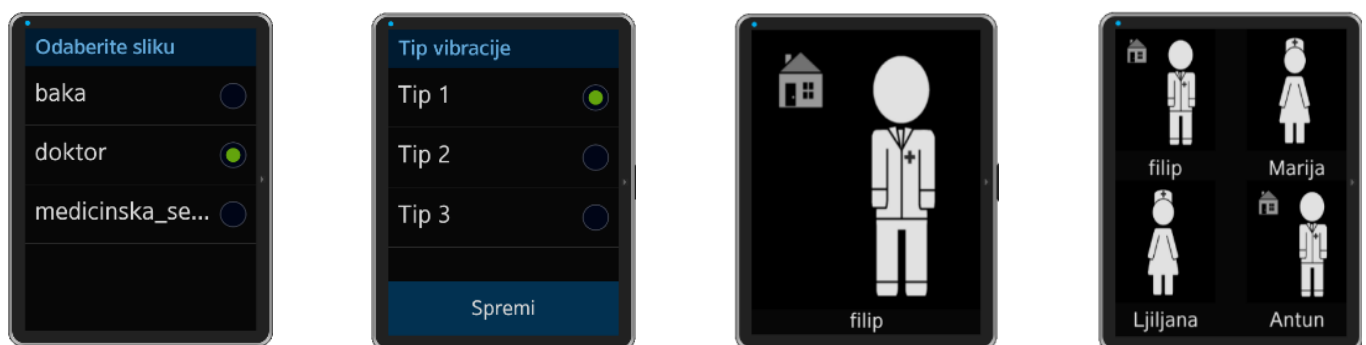 Odaberite sliku
baka
doktor
medicinska_se...
Tip vibracije
Tip 1
Tip 2
Tip 3
Spremi
filip
filip
Marija
Ljiljana
Antun